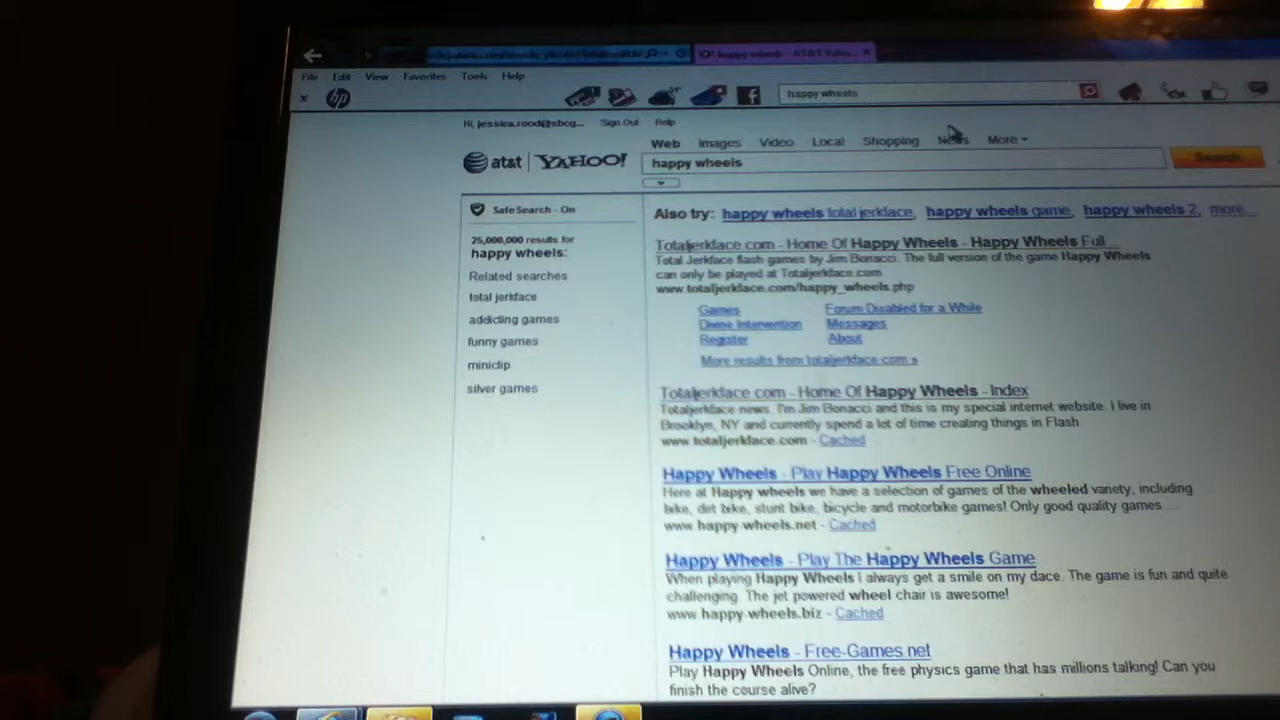 happy wheels - AT&T Yaho...
File Edit View Favorites Tools Help
hp
happy wheels
Hi, jessica.rood@sbcg... Sign Out Help
Web Images Video Local Shopping News More
at&t | YAHOO!
happy wheels
Search
SafeSearch - On
25,000,000 results for
happy wheels:
Related searches
total jerkface
addicting games
funny games
miniclip
silver games
Also try: happy wheels total jerkface, happy wheels game, happy wheels 2, more...
Totaljerkface.com - Home Of Happy Wheels - Happy Wheels Full ...
Total Jerkface flash games by Jim Bonacci. The full version of the game Happy Wheels
can only be played at Totaljerkface.com
www.totaljerkface.com/happy_wheels.php
Games Forum Disabled for a While
Divine Intervention Messages
Register About
More results from totaljerkface.com »
Totaljerkface.com - Home Of Happy Wheels - Index
Totaljerkface news. I'm Jim Bonacci and this is my special internet website. I live in
Brooklyn, NY and currently spend a lot of time creating things in Flash
www.totaljerkface.com - Cached
Happy Wheels - Play Happy Wheels Free Online
Here at Happy wheels we have a selection of games of the wheeled variety, including
bike, dirt bike, stunt bike, bicycle and motorbike games! Only good quality games ...
www.happy-wheels.net - Cached
Happy Wheels - Play The Happy Wheels Game
When playing Happy Wheels I always get a smile on my dace. The game is fun and quite
challenging. The jet powered wheel chair is awesome!
www.happy-wheels.biz - Cached
Happy Wheels - Free-Games.net
Play Happy Wheels Online, the free physics game that has millions talking! Can you
finish the course alive?